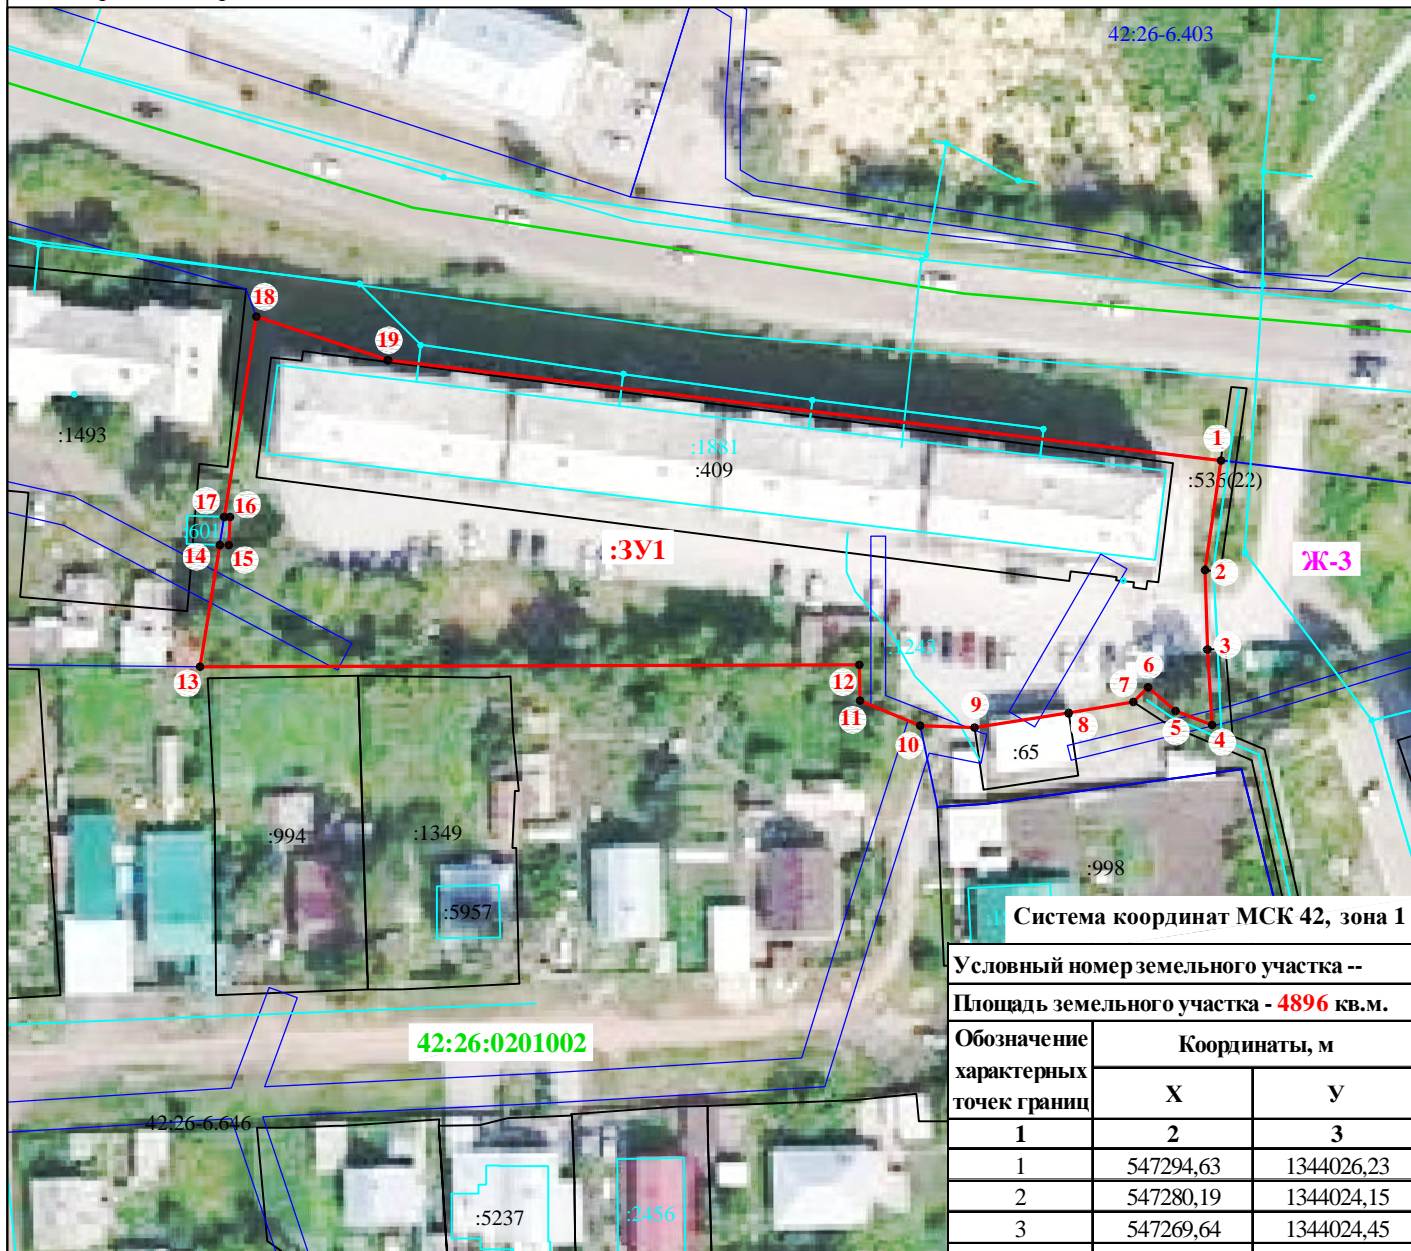 42:26-6.403
18
19
1
:1493
:1881
:409
:536(22)
17
16
:601
14
15
:ЗУ1
2
Ж-3
:1243
3
13
12
6
7
11
9
8
5
4
10
:65
:994
:1349
:998
:5957
Система координат МСК 42, зона 1
Условный номер земельного участка --
Площадь земельного участка - 4896 кв.м.
42:26:0201002
Обозначение характерных точек границ
Координаты, м
X
У
1 2 3
1 547294,63 1344026,23
2 547280,19 1344024,15
3 547269,64 1344024,45
42:26-6.646
:5237
:2456